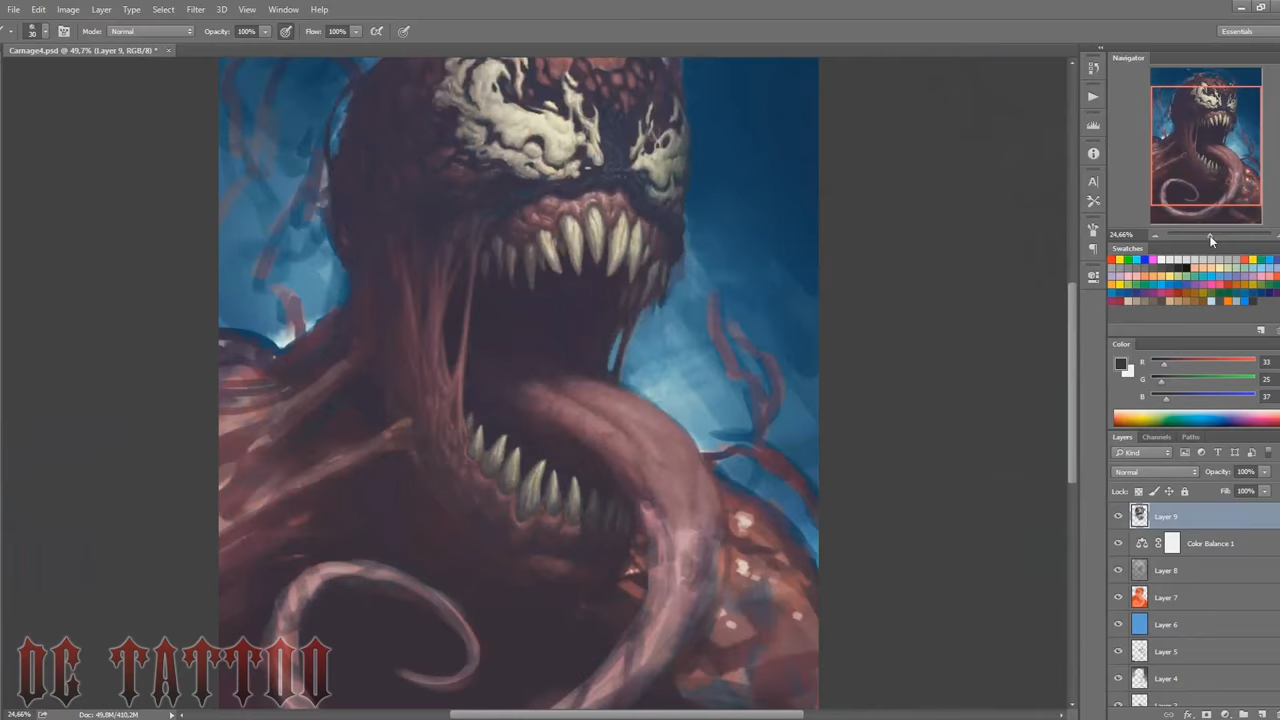 File Edit Image Layer Type Select Filter 3D View Window Help
30 Mode: Normal Opacity: 100% Flow: 100% Essentials
Carnage4.psd @ 49,7% (Layer 9, RGB/8) * ×
Navigator
24,66%
Swatches
Color
R 33
G 25
B 37
Layers Channels Paths
Kind
Normal Opacity: 100%
Lock: Fill: 100%
Layer 9
Color Balance 1
Layer 8
Layer 7
Layer 6
Layer 5
Layer 4
DC TATTOO
24,66% Doc: 49,8M/410,2M